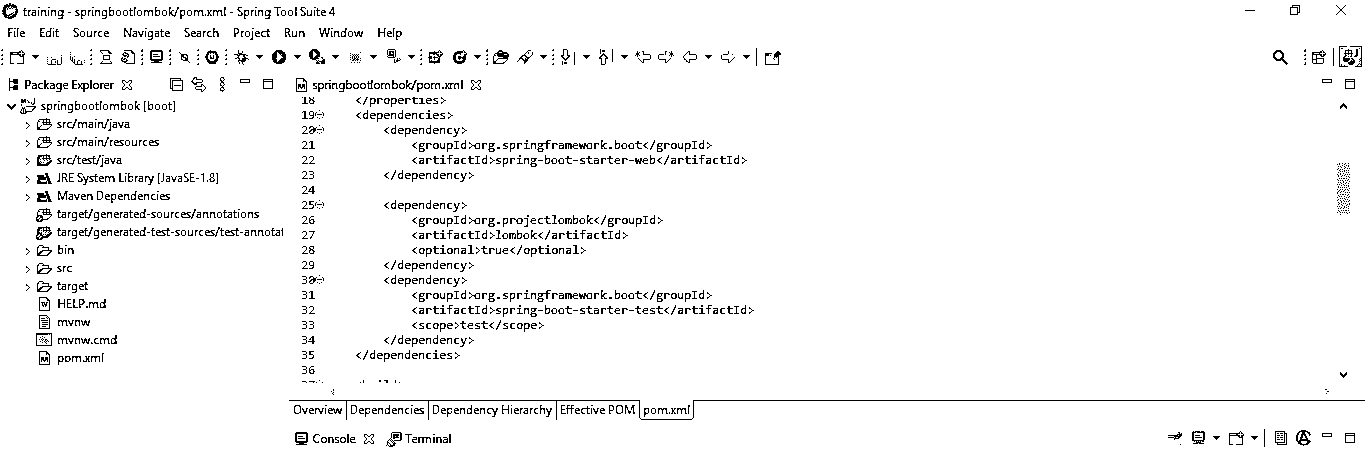 training - springbootlombok/pom.xml - Spring Tool Suite 4
File Edit Source Navigate Search Project Run Window Help
Package Explorer
springbootlombok [boot]
src/main/java
src/main/resources
src/test/java
JRE System Library [JavaSE-1.8]
Maven Dependencies
target/generated-sources/annotations
target/generated-test-sources/test-annotat
bin
src
target
HELP.md
mvnw
mvnw.cmd
pom.xml
springbootlombok/pom.xml
18 </properties>
19 <dependencies>
20 <dependency>
21 <groupId>org.springframework.boot</groupId>
22 <artifactId>spring-boot-starter-web</artifactId>
23 </dependency>
24
25 <dependency>
26 <groupId>org.projectlombok</groupId>
27 <artifactId>lombok</artifactId>
28 <optional>true</optional>
29 </dependency>
30 <dependency>
31 <groupId>org.springframework.boot</groupId>
32 <artifactId>spring-boot-starter-test</artifactId>
33 <scope>test</scope>
34 </dependency>
35 </dependencies>
36
Overview Dependencies Dependency Hierarchy Effective POM pom.xml
Console Terminal